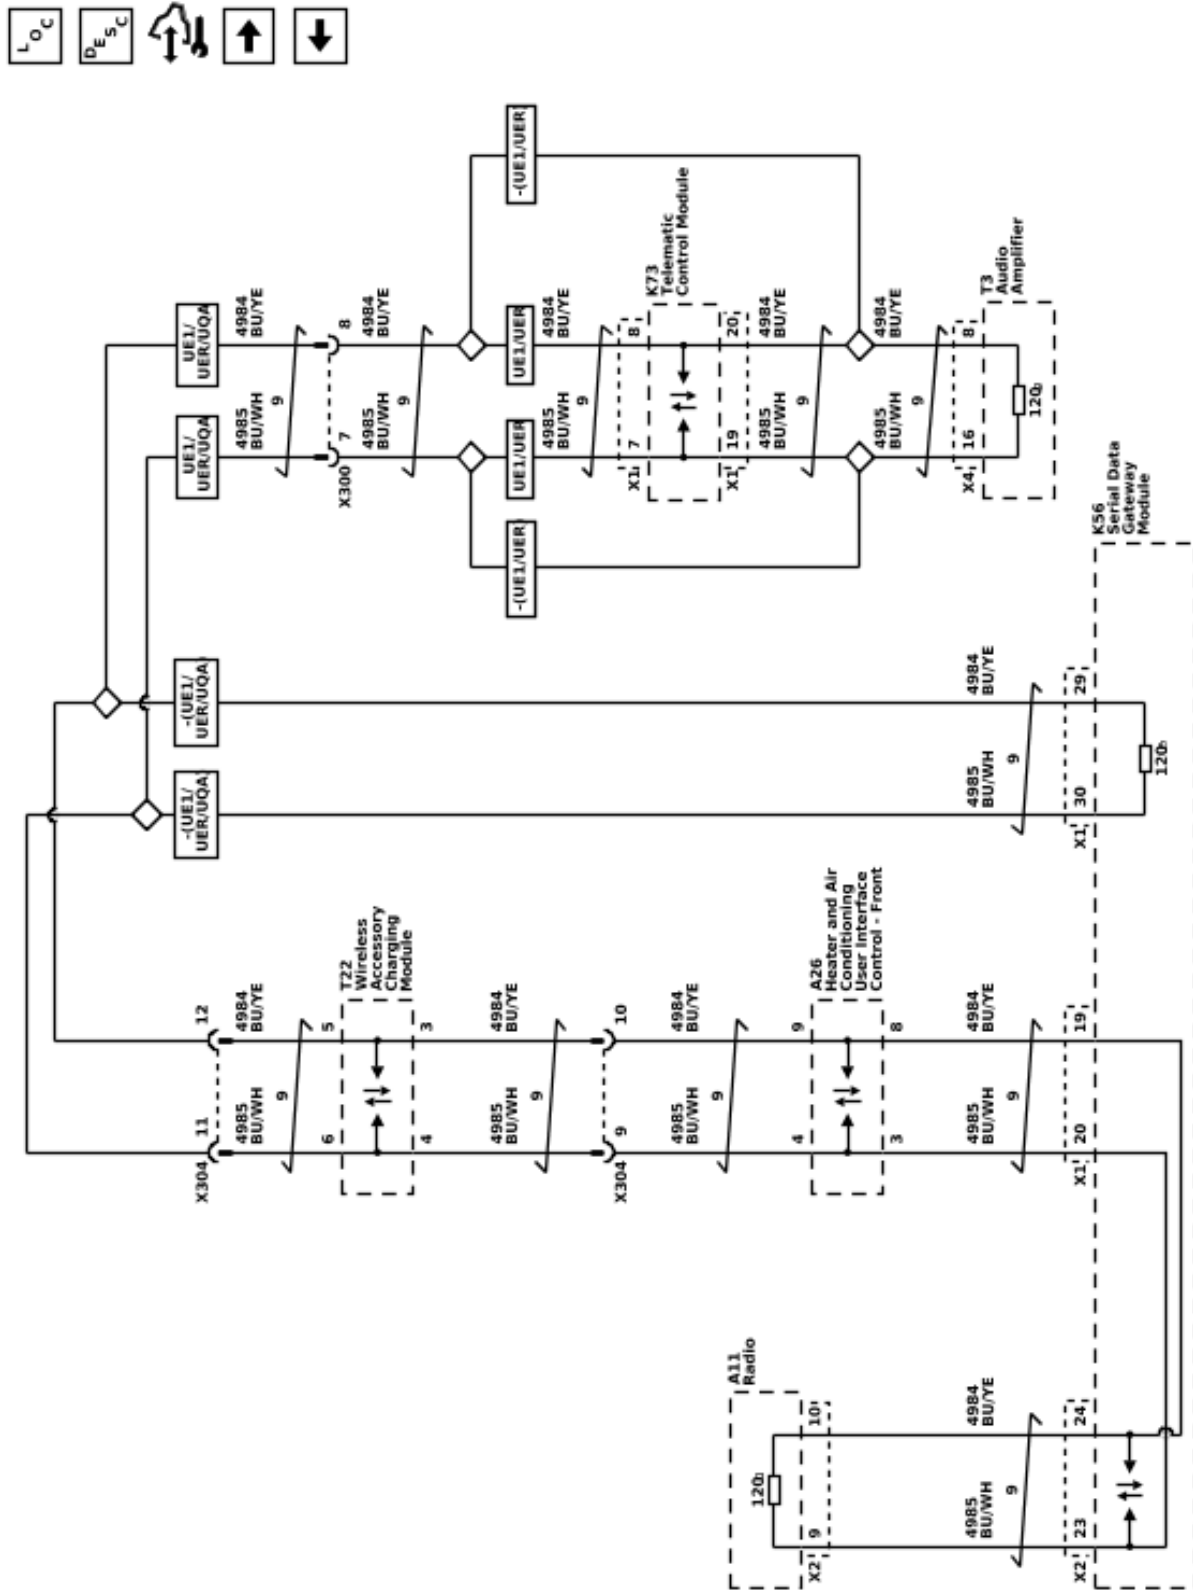 LOC
DESC
-(UE1/
UER/UQA)
-(UE1/
UER/UQA)
UE1/
UER/UQA
UE1/
UER/UQA
X304
11
12
4985
BU/WH
4984
BU/YE
9
4985
BU/WH
4984
BU/YE
9
6
5
T22
Wireless
Accessory
Charging
Module
X300
7
8
4985
BU/WH
4984
BU/YE
9
4
3
4985
BU/WH
4984
BU/YE
9
-(UE1/UER)
UE1/UER
UE1/UER
-(UE1/UER)
X304
9
10
4985
BU/WH
4984
BU/YE
9
X1
7
8
K73
Telematic
Control Module
4985
BU/WH
4984
BU/YE
9
X1
19
20
A11
Radio
120Ω
4985
BU/WH
4984
BU/YE
9
4
9
A26
Heater and Air
Conditioning
User Interface
Control - Front
X2
9
10
3
8
4985
BU/WH
4984
BU/YE
9
X4
16
8
T3
Audio
Amplifier
120Ω
4985
BU/WH
4984
BU/YE
9
4985
BU/WH
4984
BU/YE
9
4985
BU/WH
4984
BU/YE
9
X2
23
24
X1
20
19
X1
30
29
K56
Serial Data
Gateway
Module
120Ω